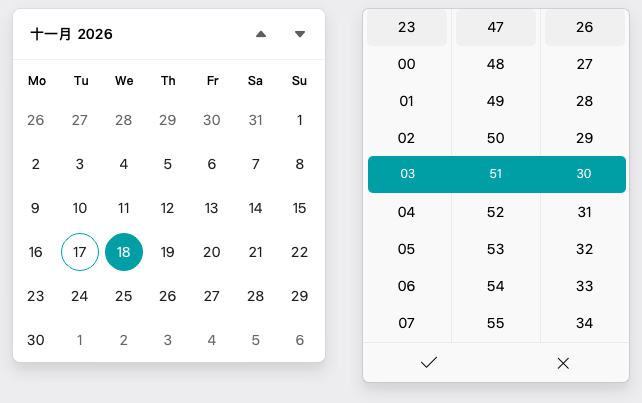 十一月 2026
Mo Tu We Th Fr Sa Su
26 27 28 29 30 31 1
2 3 4 5 6 7 8
9 10 11 12 13 14 15
16 17 18 19 20 21 22
23 24 25 26 27 28 29
30 1 2 3 4 5 6
23 47 26
00 48 27
01 49 28
02 50 29
03 51 30
04 52 31
05 53 32
06 54 33
07 55 34